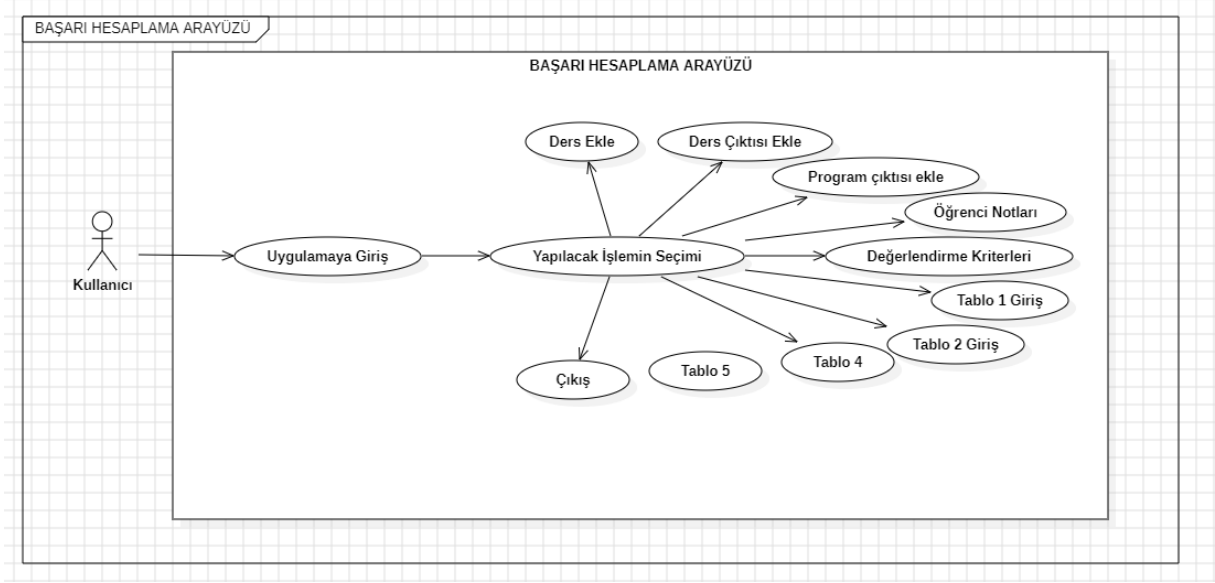 BAŞARI HESAPLAMA ARAYÜZÜ
BAŞARI HESAPLAMA ARAYÜZÜ
Ders Ekle
Ders Çıktısı Ekle
Program çıktısı ekle
Öğrenci Notları
Kullanıcı
Uygulamaya Giriş
Yapılacak İşlemin Seçimi
Değerlendirme Kriterleri
Tablo 1 Giriş
Tablo 2 Giriş
Tablo 4
Tablo 5
Çıkış